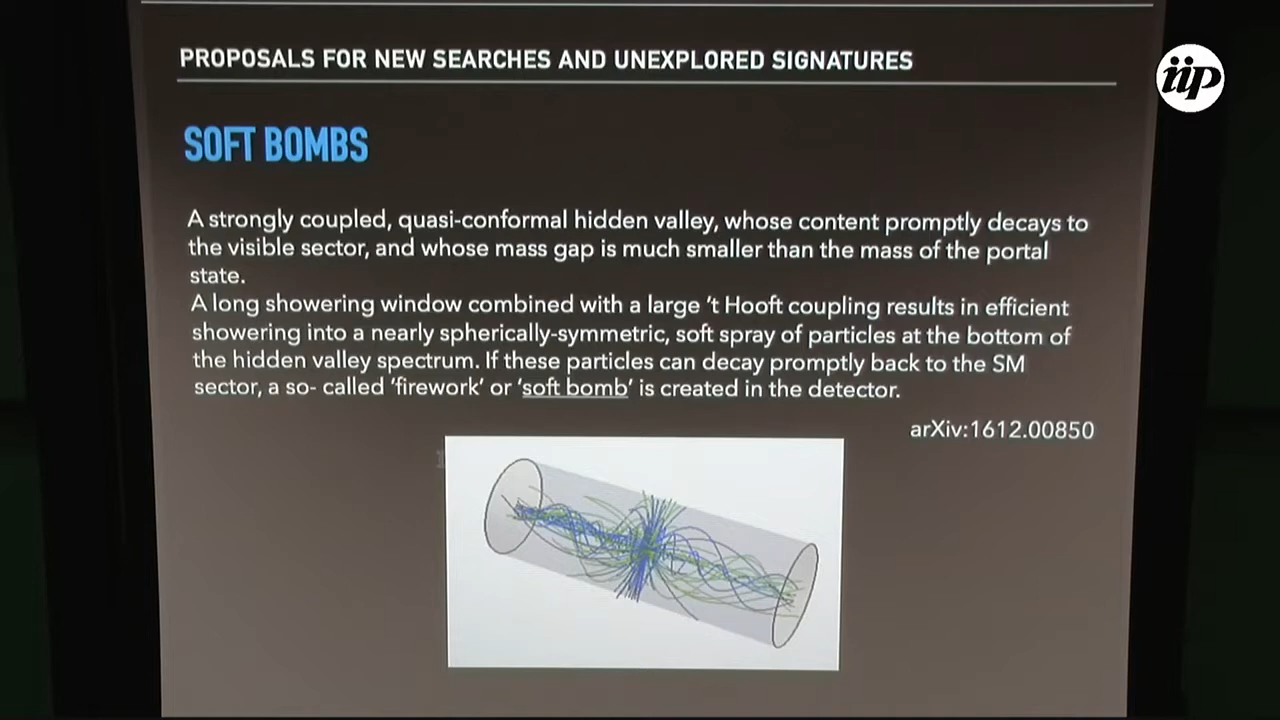 iip
PROPOSALS FOR NEW SEARCHES AND UNEXPLORED SIGNATURES
SOFT BOMBS
A strongly coupled, quasi-conformal hidden valley, whose content promptly decays to
the visible sector, and whose mass gap is much smaller than the mass of the portal
state.
A long showering window combined with a large ’t Hooft coupling results in efficient
showering into a nearly spherically-symmetric, soft spray of particles at the bottom of
the hidden valley spectrum. If these particles can decay promptly back to the SM
sector, a so- called ‘firework’ or ‘soft bomb’ is created in the detector.
arXiv:1612.00850